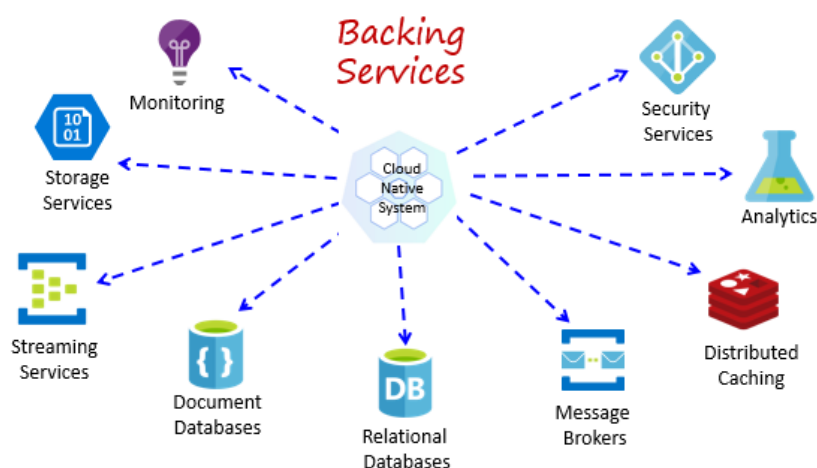 Backing
Services
Monitoring
Security
Services
10
01
Storage
Services
Cloud
Native
System
Analytics
Streaming
Services
{ }
Document
Databases
DB
Relational
Databases
Message
Brokers
Distributed
Caching